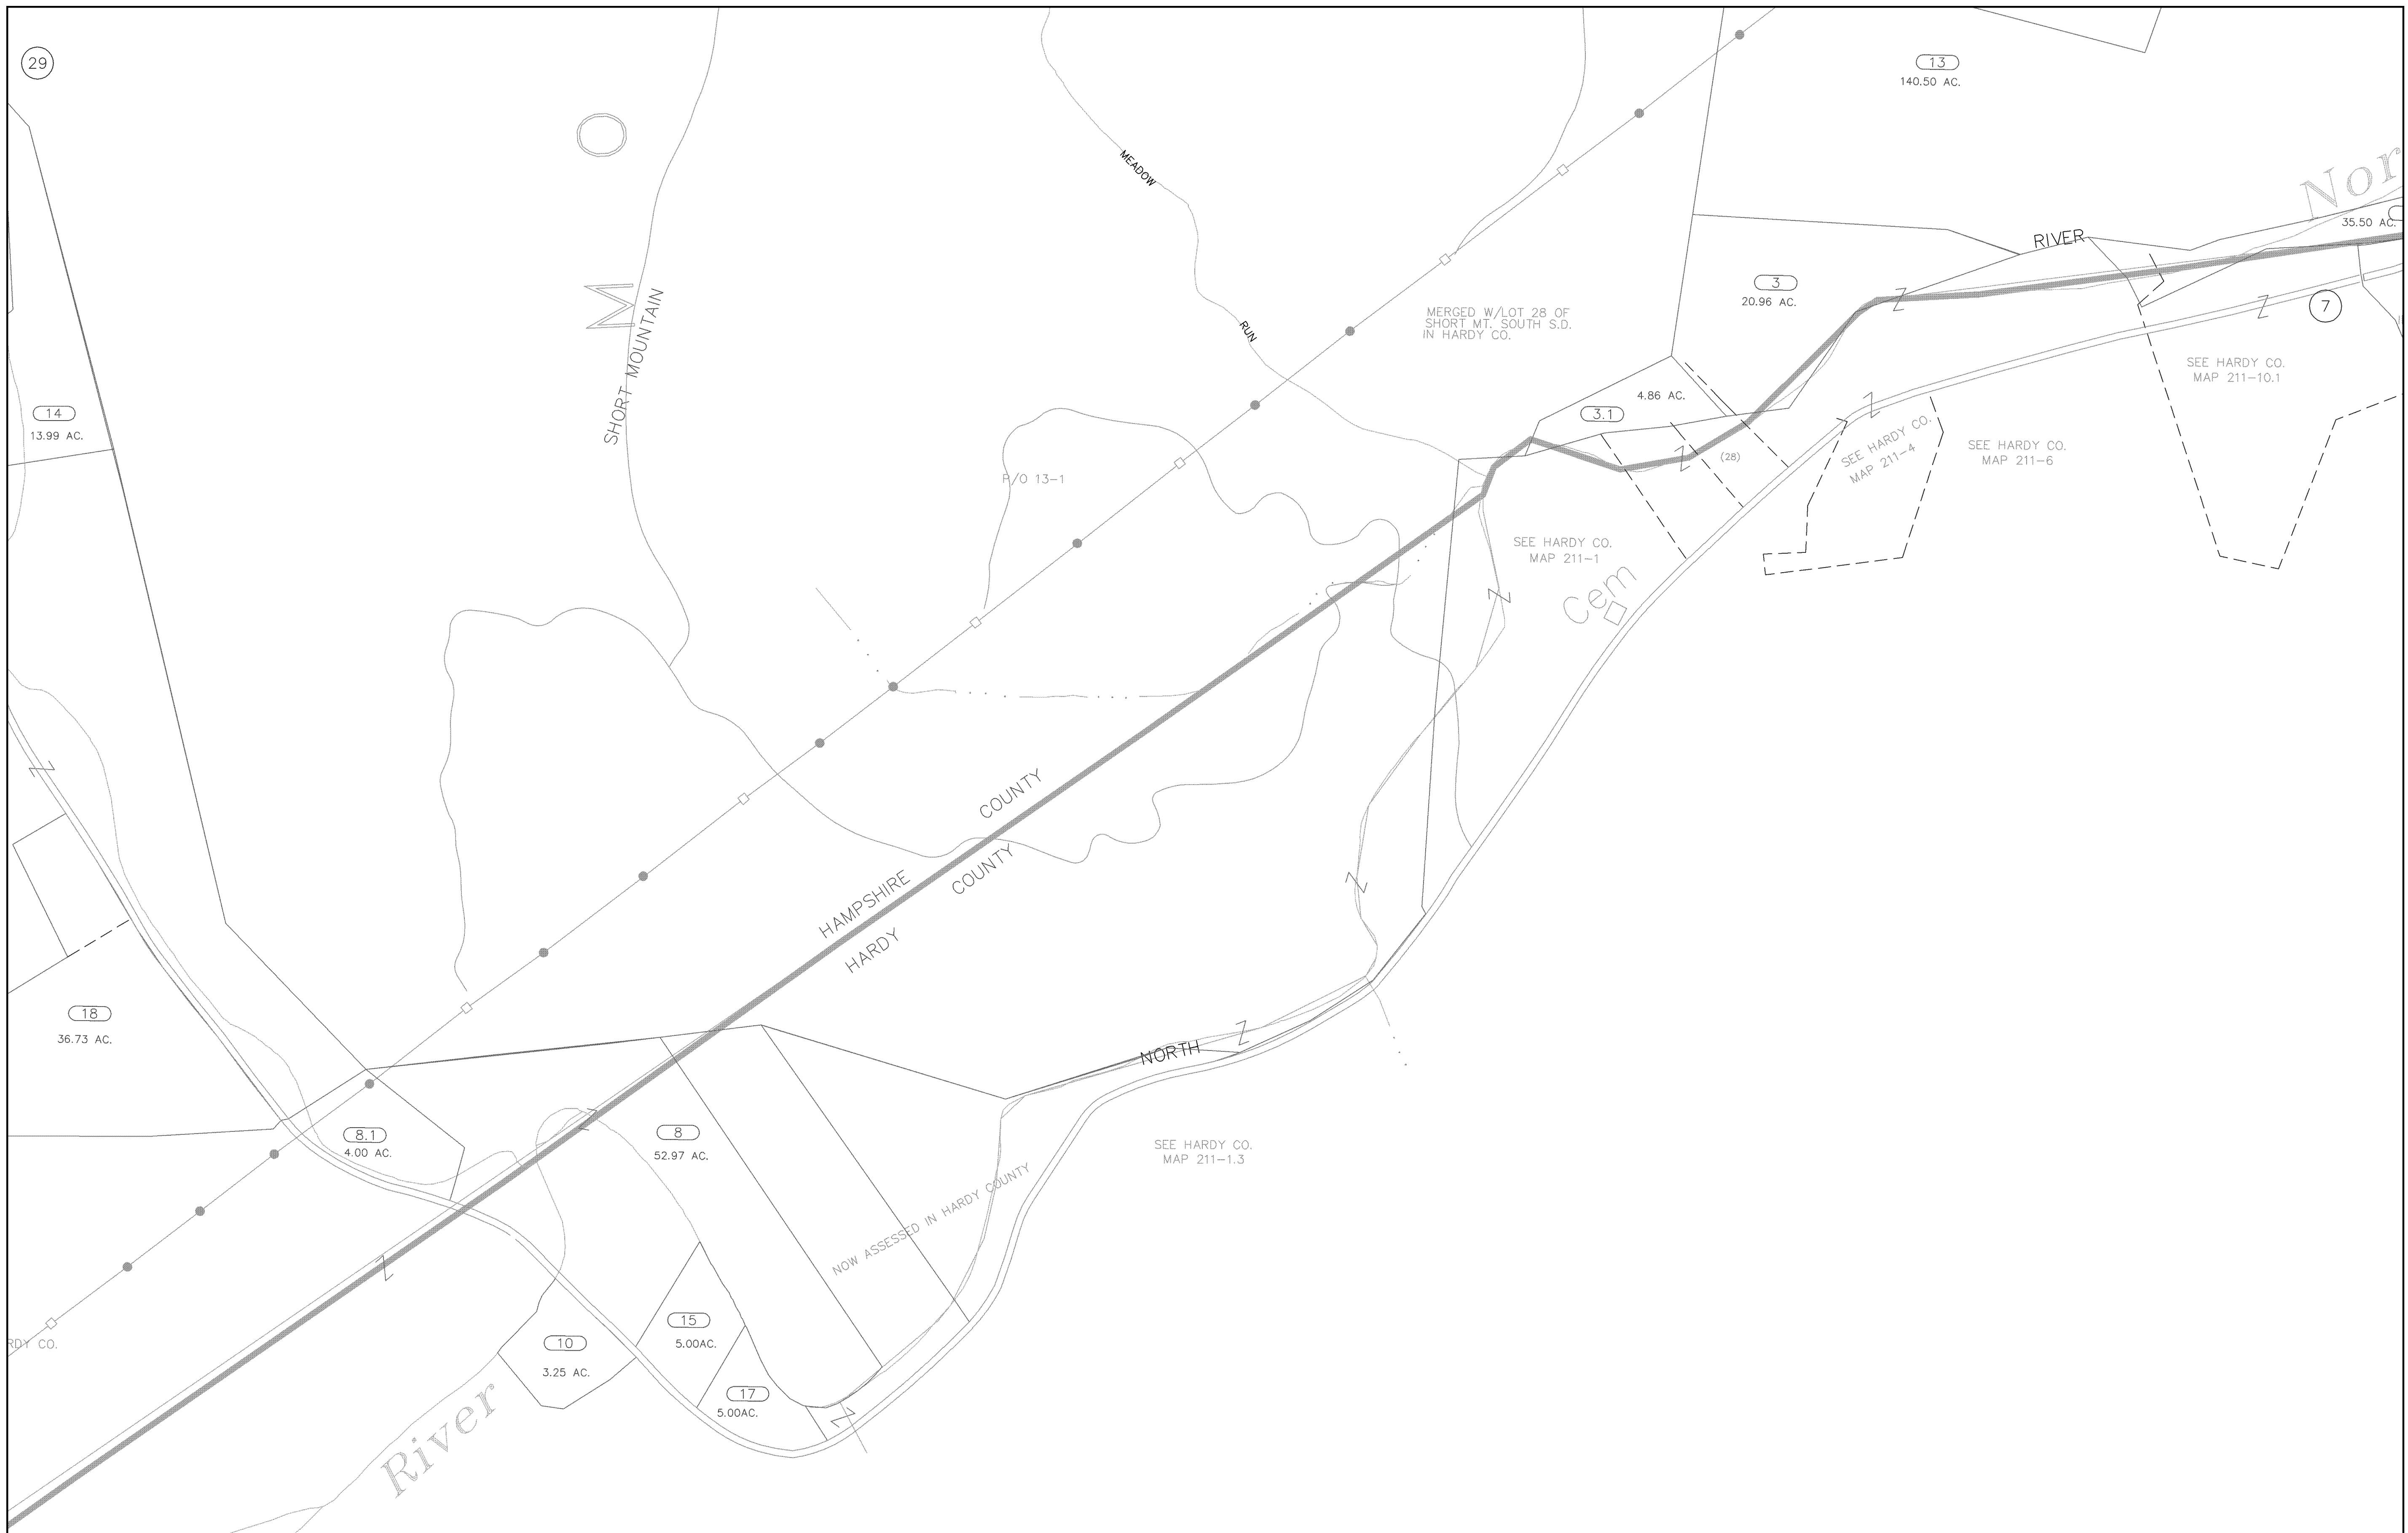 29
13
140.50 AC.
O
MEADOW
Nor
35.50 AC.
RIVER
M
3
20.96 AC.
7
MERGED W/LOT 28 OF
SHORT MT. SOUTH S.D.
IN HARDY CO.
RUN
SHORT MOUNTAIN
SEE HARDY CO.
MAP 211-10.1
14
13.99 AC.
4.86 AC.
3.1
(28)
SEE HARDY CO.
MAP 211-4
SEE HARDY CO.
MAP 211-6
P/O 13-1
SEE HARDY CO.
MAP 211-1
Cem
COUNTY
COUNTY
HAMPSHIRE
HARDY
18
36.73 AC.
NORTH
8.1
4.00 AC.
8
52.97 AC.
SEE HARDY CO.
MAP 211-1.3
NOW ASSESSED IN HARDY COUNTY
15
5.00AC.
RDY CO.
10
3.25 AC.
17
5.00AC.
River